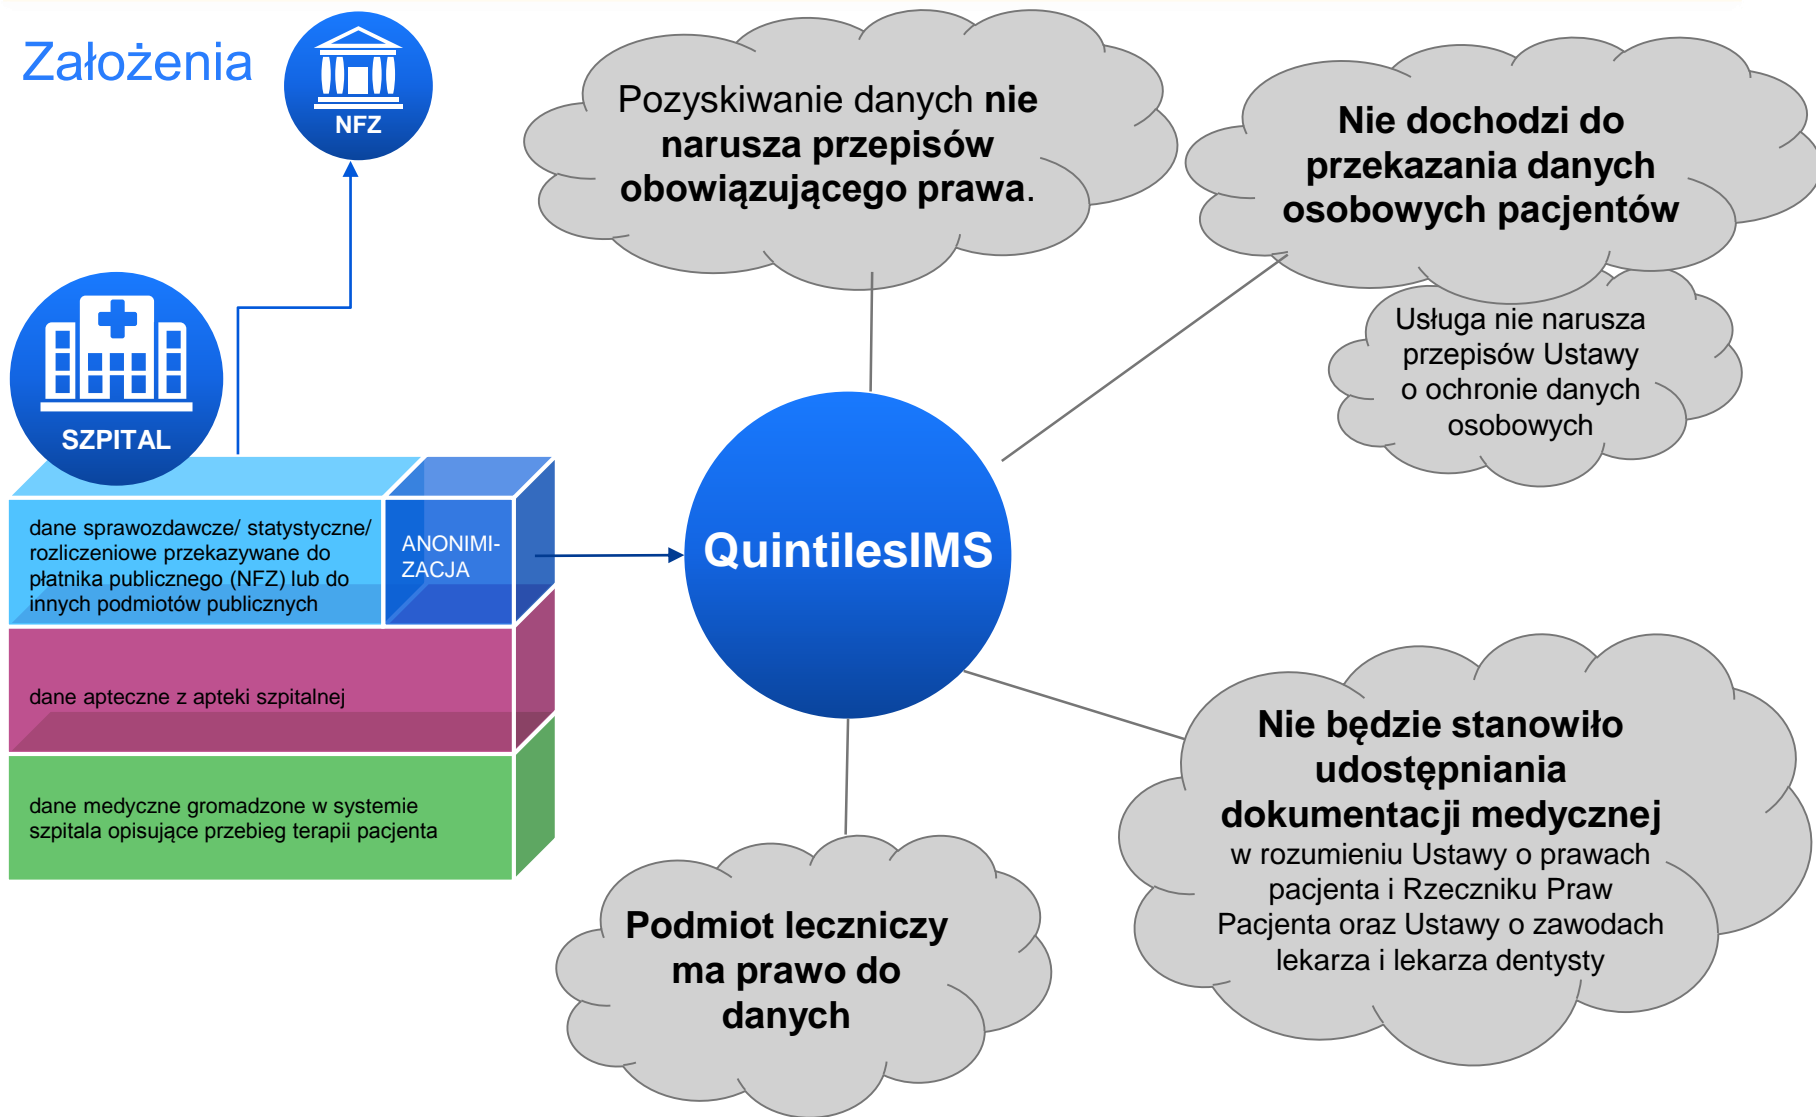 Założenia
NFZ
SZPITAL
dane sprawozdawcze/ statystyczne/
rozliczeniowe przekazywane do
płatnika publicznego (NFZ) lub do
innych podmiotów publicznych
ANONIMI-
ZACJA
dane apteczne z apteki szpitalnej
dane medyczne gromadzone w systemie
szpitala opisujące przebieg terapii pacjenta
QuintilesIMS
Pozyskiwanie danych nie
narusza przepisów
obowiązującego prawa.
Nie dochodzi do
przekazania danych
osobowych pacjentów
Usługa nie narusza
przepisów Ustawy
o ochronie danych
osobowych
Nie będzie stanowiło
udostępniania
dokumentacji medycznej
w rozumieniu Ustawy o prawach
pacjenta i Rzeczniku Praw
Pacjenta oraz Ustawy o zawodach
lekarza i lekarza dentysty
Podmiot leczniczy
ma prawo do
danych